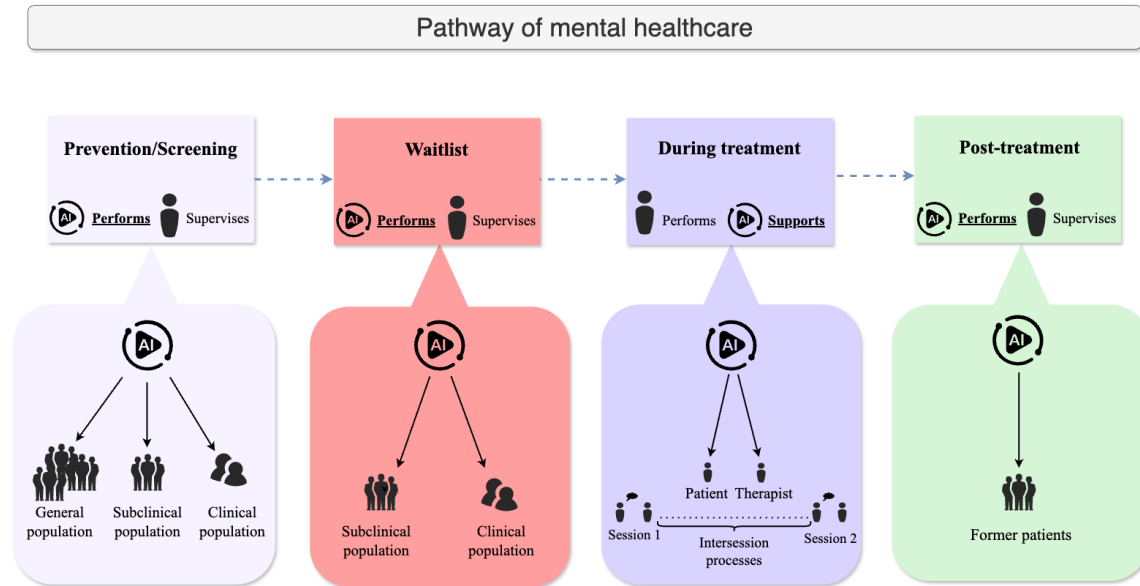 Pathway of mental healthcare
Prevention/Screening
AI Performs Supervises
Waitlist
AI Performs Supervises
During treatment
Performs AI Supports
Post-treatment
AI Performs Supervises
AI
General population
Subclinical population
Clinical population
AI
Subclinical population
Clinical population
AI
Patient Therapist
Session 1
Intersession processes
Session 2
AI
Former patients